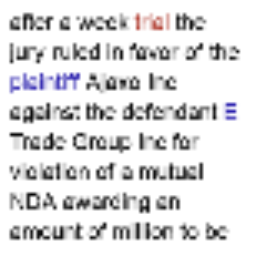 after a week trial the
jury ruled in favor of the
plaintiff Ajaxo Inc
against the defendant E
Trade Group Inc for
violation of a mutual
NDA awarding an
amount of million to be